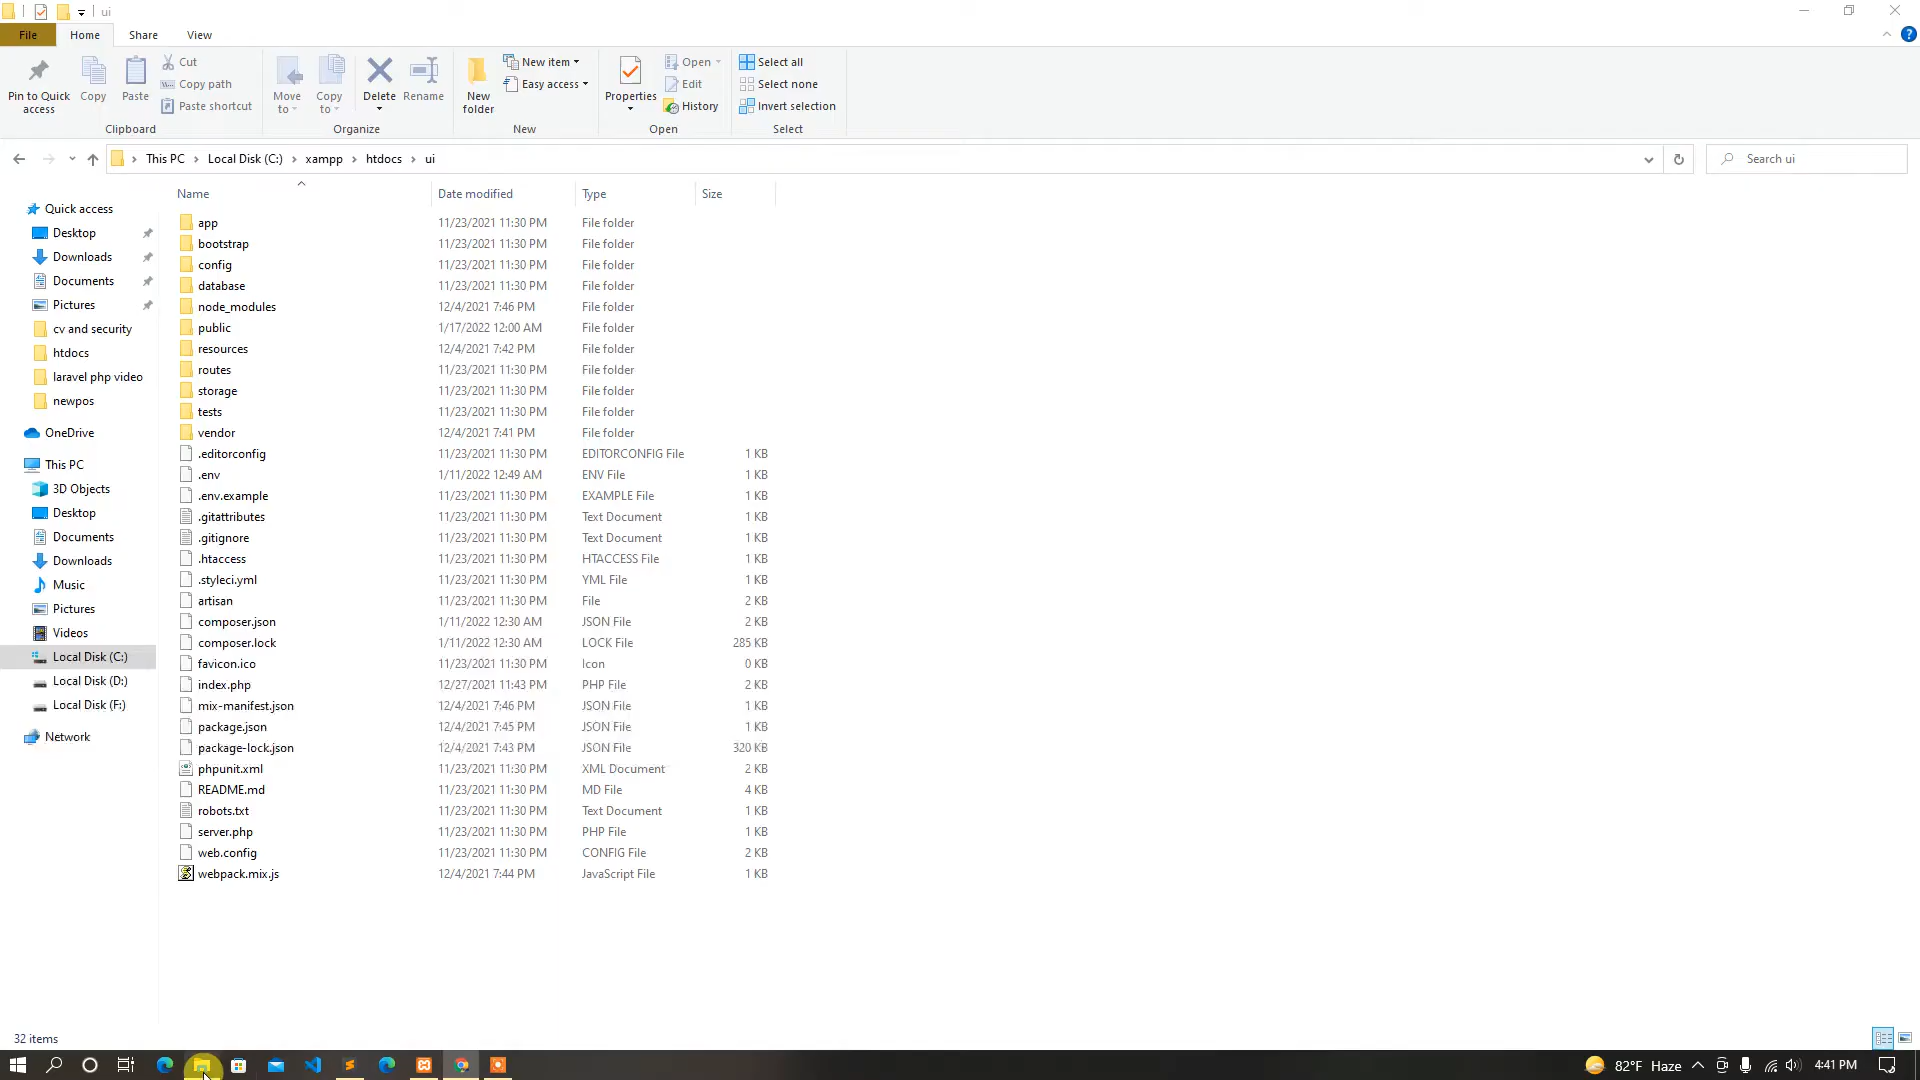 ui
File Home Share View
Pin to Quick access
Copy
Paste
Cut
Copy path
Paste shortcut
Clipboard
Move to
Copy to
Delete
Rename
Organize
New folder
New item
Easy access
New
Properties
Open
Edit
History
Open
Select all
Select none
Invert selection
Select
This PC Local Disk (C:) xampp htdocs ui
Search ui
Quick access
Desktop
Downloads
Documents
Pictures
cv and security
htdocs
laravel php video
newpos
OneDrive
This PC
3D Objects
Desktop
Documents
Downloads
Music
Pictures
Videos
Local Disk (C:)
Local Disk (D:)
Local Disk (F:)
Network
Name Date modified Type Size
app 11/23/2021 11:30 PM File folder
bootstrap 11/23/2021 11:30 PM File folder
config 11/23/2021 11:30 PM File folder
database 11/23/2021 11:30 PM File folder
node_modules 12/4/2021 7:46 PM File folder
public 1/17/2022 12:00 AM File folder
resources 12/4/2021 7:42 PM File folder
routes 11/23/2021 11:30 PM File folder
storage 11/23/2021 11:30 PM File folder
tests 11/23/2021 11:30 PM File folder
vendor 12/4/2021 7:41 PM File folder
.editorconfig 11/23/2021 11:30 PM EDITORCONFIG File 1 KB
.env 1/11/2022 12:49 AM ENV File 1 KB
.env.example 11/23/2021 11:30 PM EXAMPLE File 1 KB
.gitattributes 11/23/2021 11:30 PM Text Document 1 KB
.gitignore 11/23/2021 11:30 PM Text Document 1 KB
.htaccess 11/23/2021 11:30 PM HTACCESS File 1 KB
.styleci.yml 11/23/2021 11:30 PM YML File 1 KB
artisan 11/23/2021 11:30 PM File 2 KB
composer.json 1/11/2022 12:30 AM JSON File 2 KB
composer.lock 1/11/2022 12:30 AM LOCK File 285 KB
favicon.ico 11/23/2021 11:30 PM Icon 0 KB
index.php 12/27/2021 11:43 PM PHP File 2 KB
mix-manifest.json 12/4/2021 7:46 PM JSON File 1 KB
package.json 12/4/2021 7:45 PM JSON File 1 KB
package-lock.json 12/4/2021 7:43 PM JSON File 320 KB
phpunit.xml 11/23/2021 11:30 PM XML Document 2 KB
README.md 11/23/2021 11:30 PM MD File 4 KB
robots.txt 11/23/2021 11:30 PM Text Document 1 KB
server.php 11/23/2021 11:30 PM PHP File 1 KB
web.config 11/23/2021 11:30 PM CONFIG File 2 KB
webpack.mix.js 12/4/2021 7:44 PM JavaScript File 1 KB
32 items
82°F Haze 4:41 PM